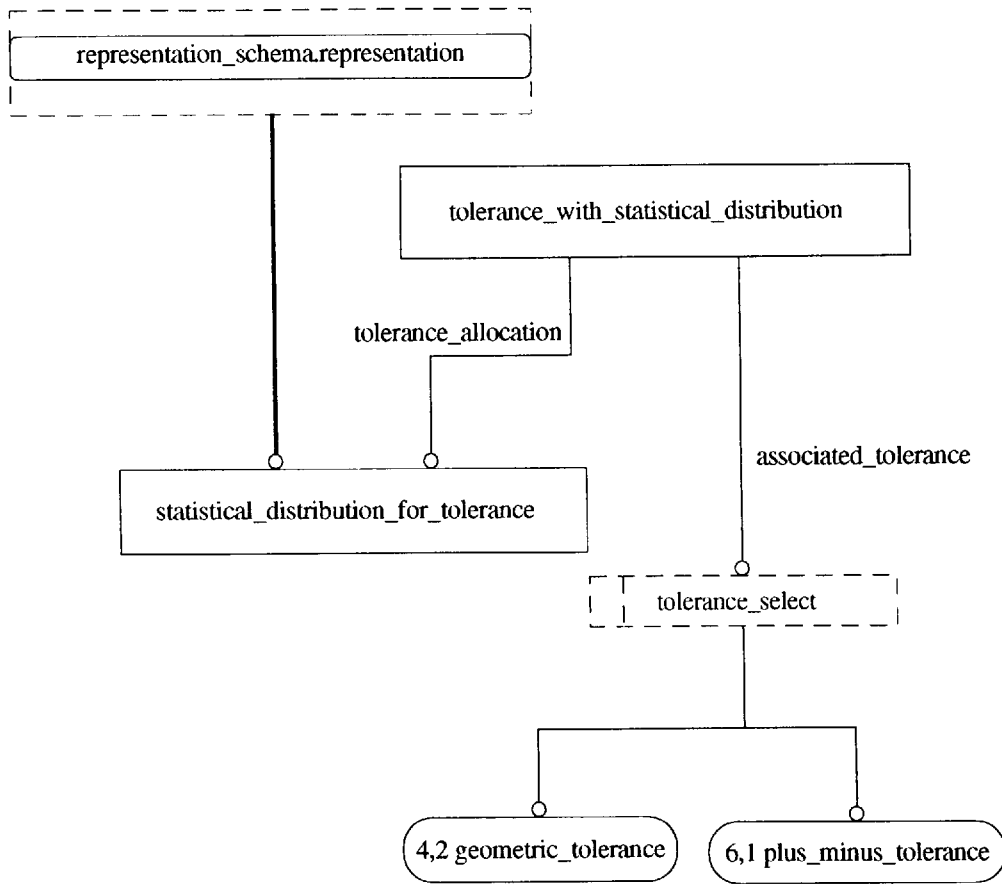 representation_schema.representation
tolerance_with_statistical_distribution
tolerance_allocation
associated_tolerance
statistical_distribution_for_tolerance
tolerance_select
4,2 geometric_tolerance
6,1 plus_minus_tolerance